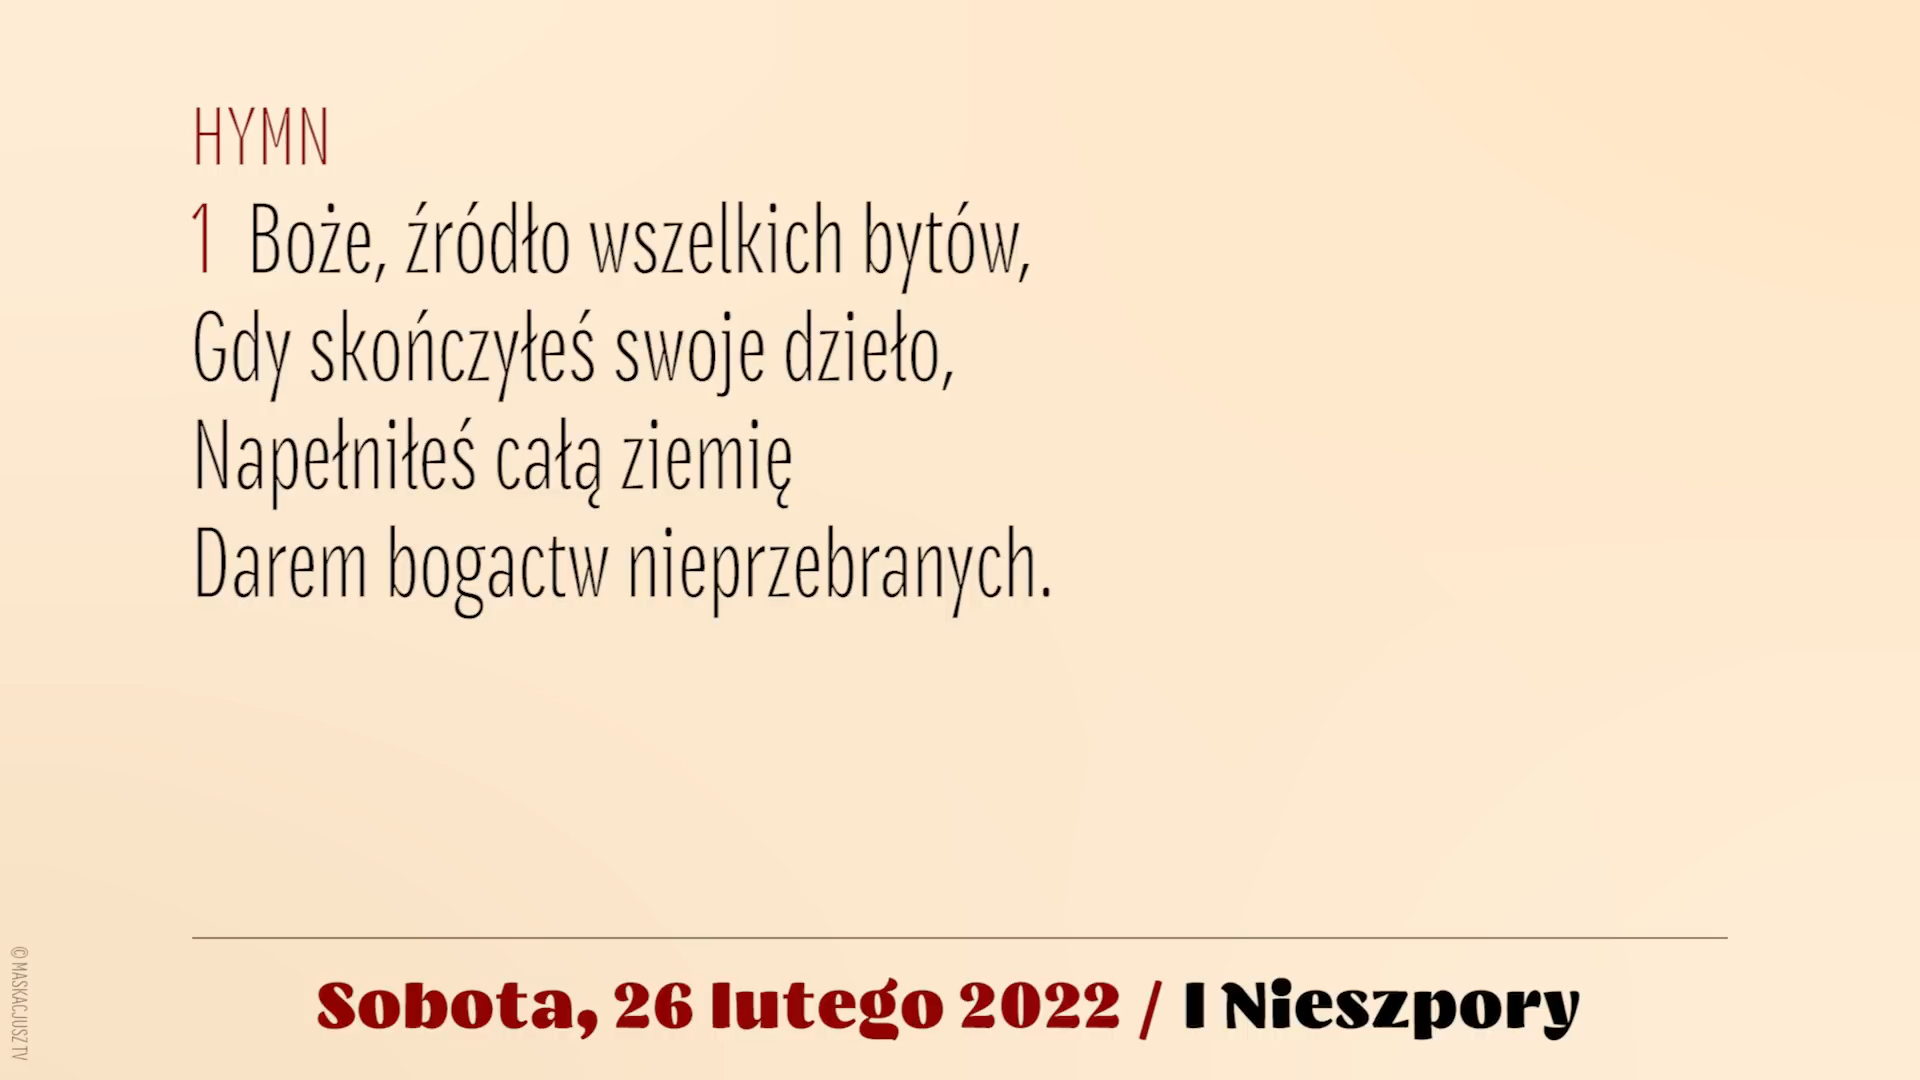 HYMN
1 Boże, źródło wszelkich bytów,
Gdy skończyłeś swoje dzieło,
Napełniłeś całą ziemię
Darem bogactw nieprzebranych.
Sobota, 26 lutego 2022 / I Nieszpory
© MASKACJUSZ TV